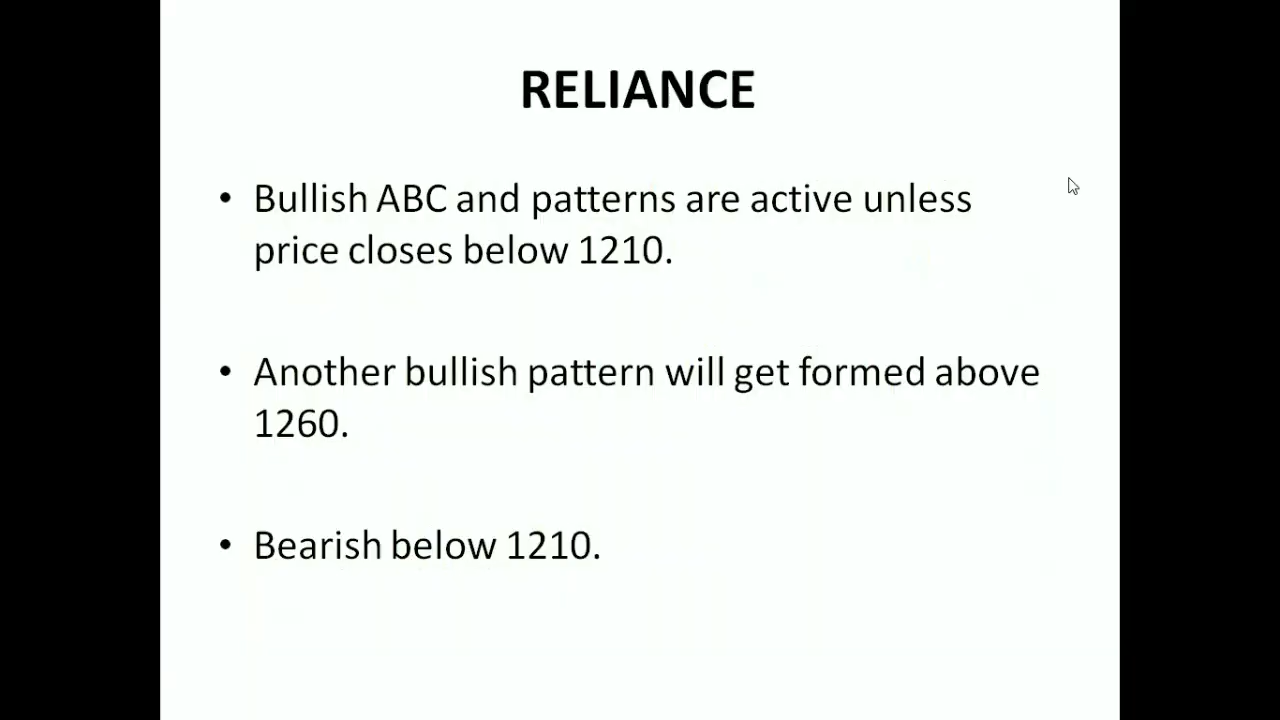 RELIANCE
• Bullish ABC and patterns are active unless
price closes below 1210.
• Another bullish pattern will get formed above
1260.
• Bearish below 1210.